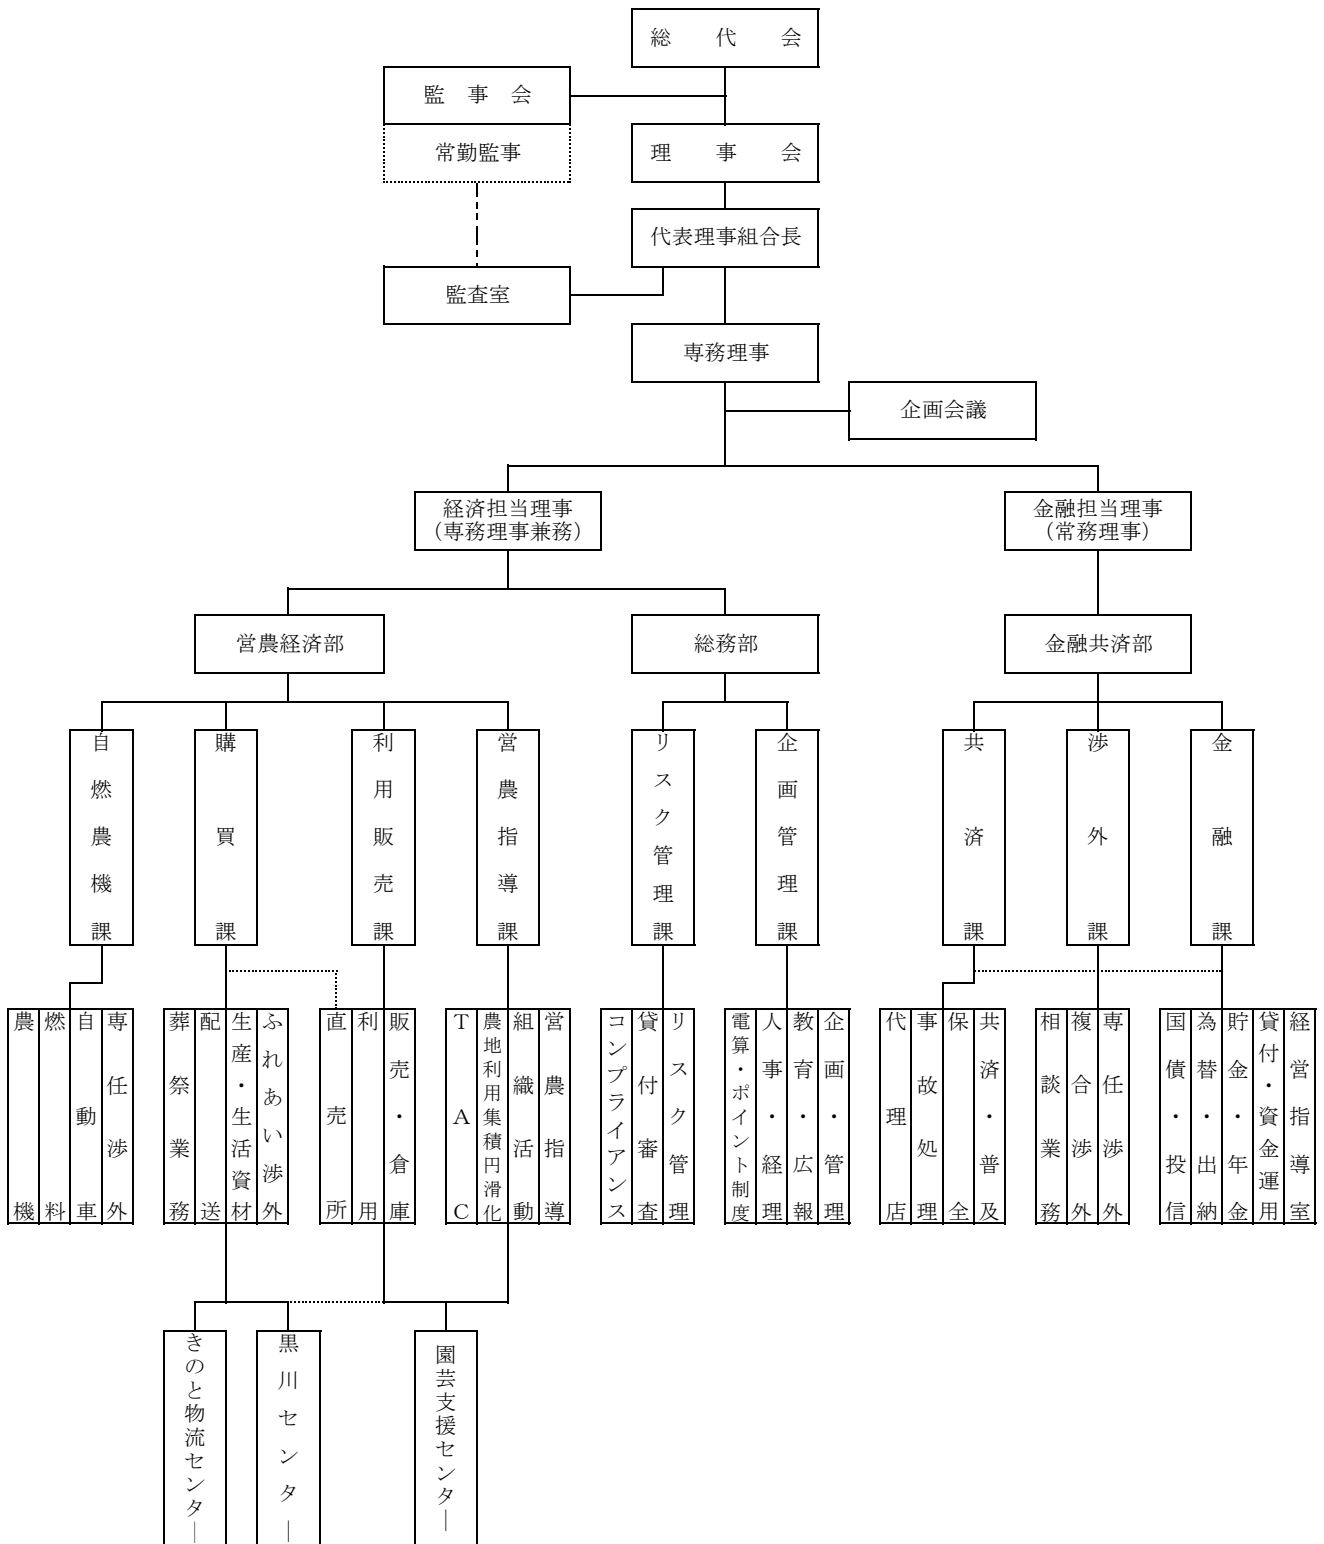 総代会
監事会
常勤監事
理事会
代表理事組合長
監査室
専務理事
企画会議
経済担当理事
（専務理事兼務）
金融担当理事
（常務理事）
営農経済部
総務部
金融共済部
自燃農機課
購買課
利用販売課
営農指導課
リスク管理課
企画管理課
共済課
渉外課
金融課
農機
燃料
自動車
専任渉外
葬祭業務
配送
生産・生活資材
ふれあい渉外
直売所
利用
販売・倉庫
TAC
農地利用集積円滑化
組織活動
営農指導
コンプライアンス
貸付審査
リスク管理
電算・ポイント制度
人事・経理
教育・広報
企画・管理
代理店
事故処理
保全
共済・普及
相談業務
複合渉外
専任渉外
国債・投信
為替・出納
貯金・年金
貸付・資金運用
経営指導室
きのと物流センター
黒川センター
園芸支援センター